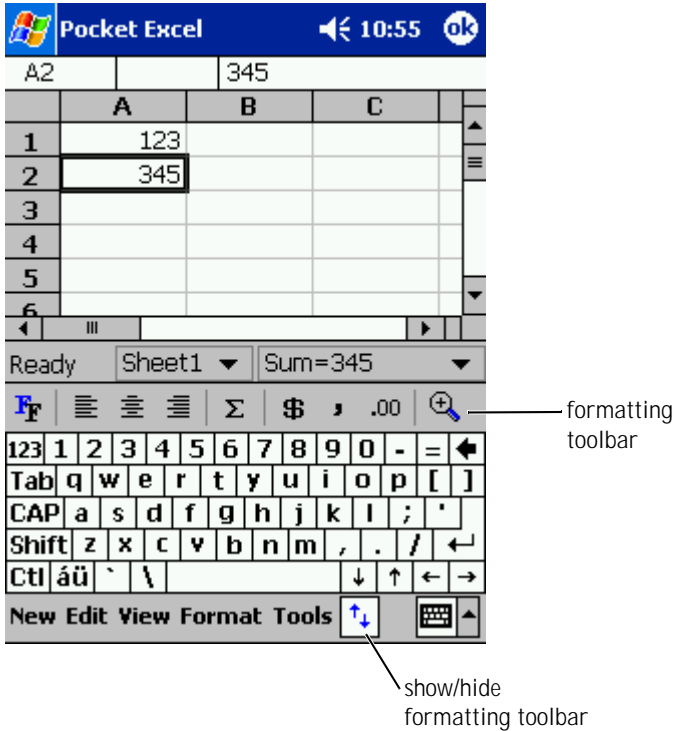 Pocket Excel 10:55 ok
A2 345
A B C
1 123
2 345
3
4
5
6
Ready Sheet1 Sum=345
FF Σ $ , .00
formatting
toolbar
123 1 2 3 4 5 6 7 8 9 0 - =
Tab q w e r t y u i o p [ ]
CAP a s d f g h j k l ; '
Shift z x c v b n m , . /
Ctl áü ` \ ↓ ↑ ← →
New Edit View Format Tools
show/hide
formatting toolbar